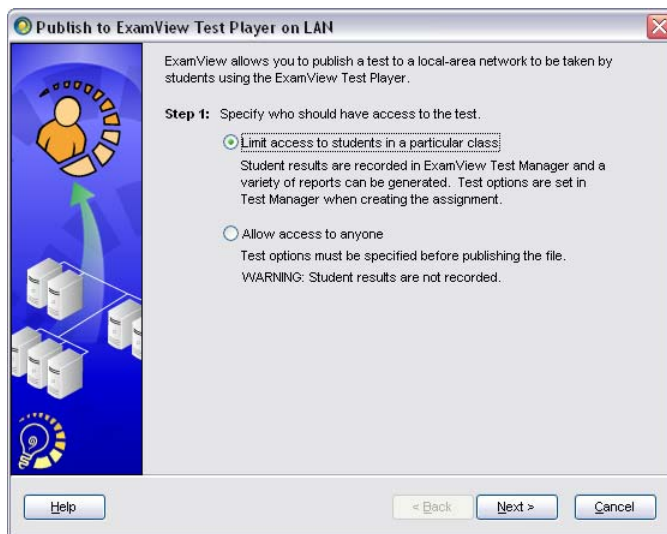 Publish to ExamView Test Player on LAN
ExamView allows you to publish a test to a local-area network to be taken by
students using the ExamView Test Player.
Step 1: Specify who should have access to the test.
Limit access to students in a particular class
Student results are recorded in ExamView Test Manager and a
variety of reports can be generated. Test options are set in
Test Manager when creating the assignment.
Allow access to anyone
Test options must be specified before publishing the file.
WARNING: Student results are not recorded.
Help
< Back
Next >
Cancel